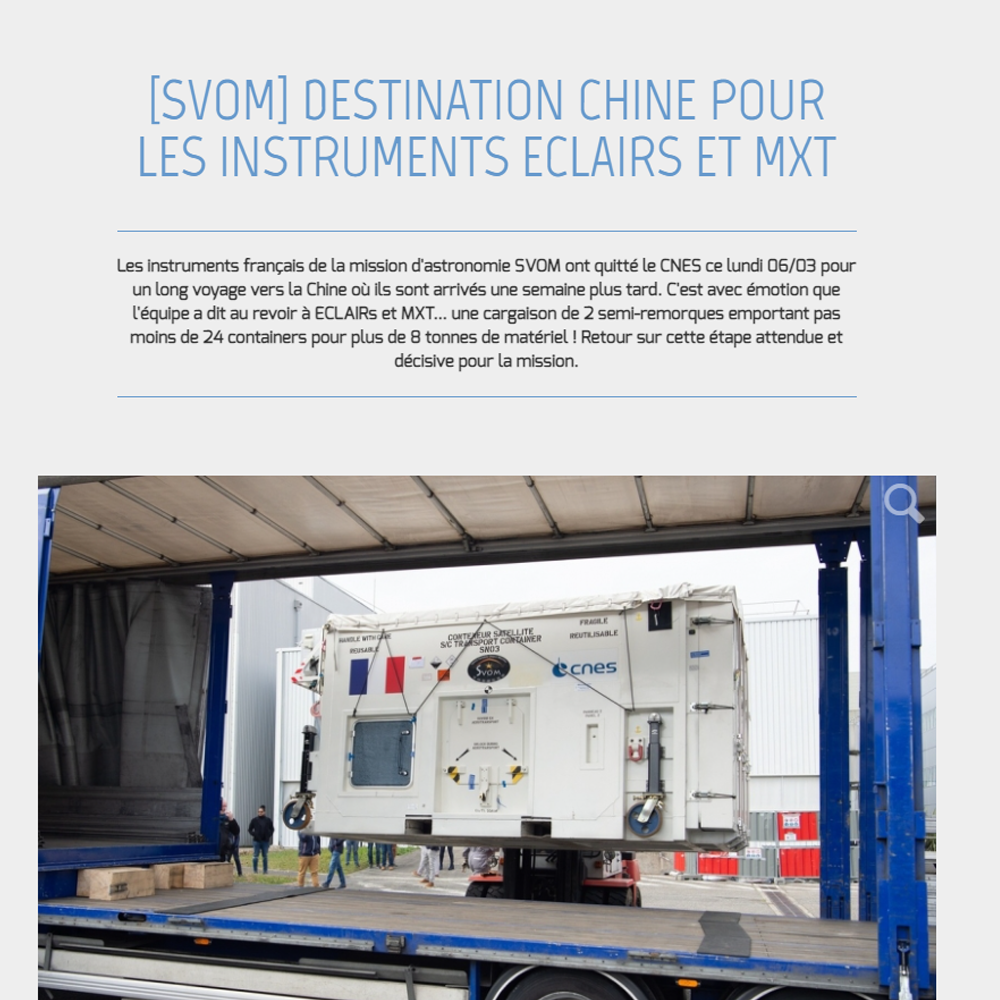 [SVOM] DESTINATION CHINE POUR
LES INSTRUMENTS ECLAIRS ET MXT
Les instruments français de la mission d'astronomie SVOM ont quitté le CNES ce lundi 06/03 pour
un long voyage vers la Chine où ils sont arrivés une semaine plus tard. C'est avec émotion que
l'équipe a dit au revoir à ECLAIRs et MXT... une cargaison de 2 semi-remorques emportant pas
moins de 24 containers pour plus de 8 tonnes de matériel ! Retour sur cette étape attendue et
décisive pour la mission.
HANDLE WITH CARE
REUSABLE
CONTENEUR SATELLITE
S/C TRANSPORT CONTAINER
SN03
SVOM
FRAGILE
REUTILISABLE
cnes